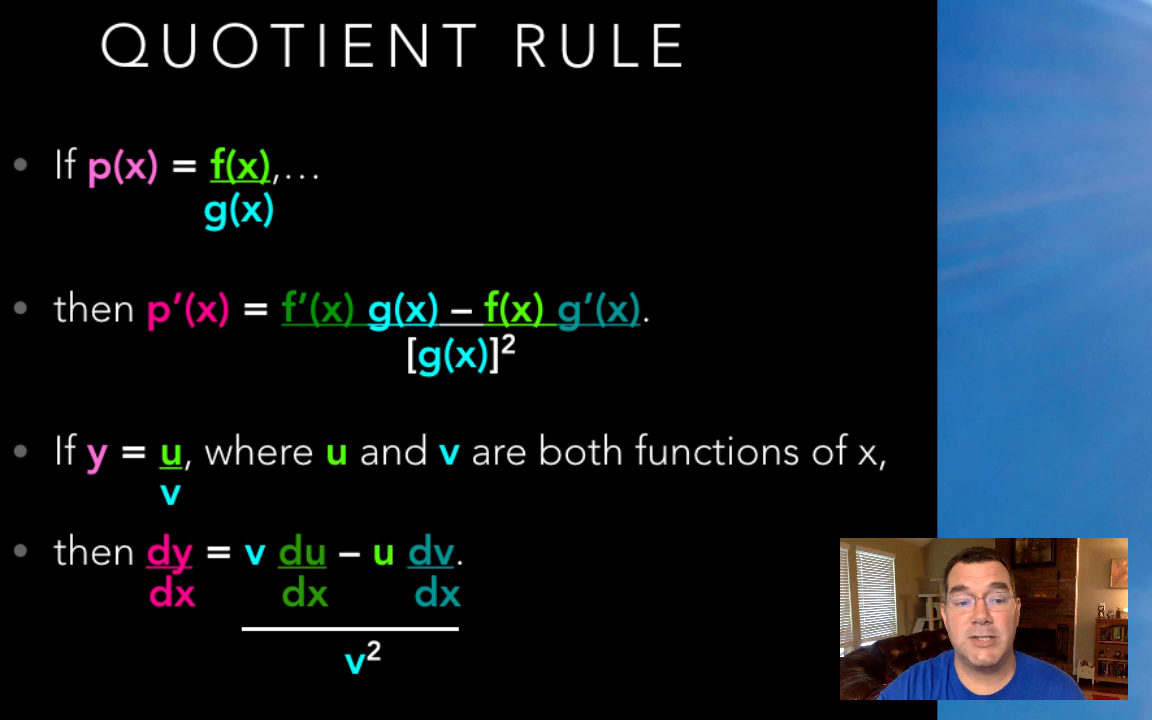 QUOTIENT RULE
• If p(x) = f(x),…
g(x)
• then p′(x) = f′(x) g(x) – f(x) g′(x).
[g(x)]²
• If y = u, where u and v are both functions of x,
v
• then dy = v du – u dv.
dx dx dx
v²